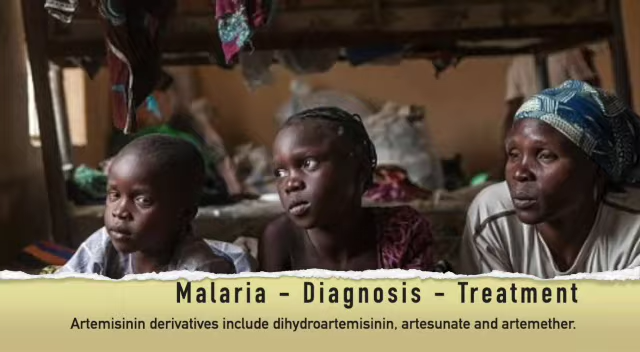 Malaria - Diagnosis - Treatment
Artemisinin derivatives include dihydroartemisinin, artesunate and artemether.